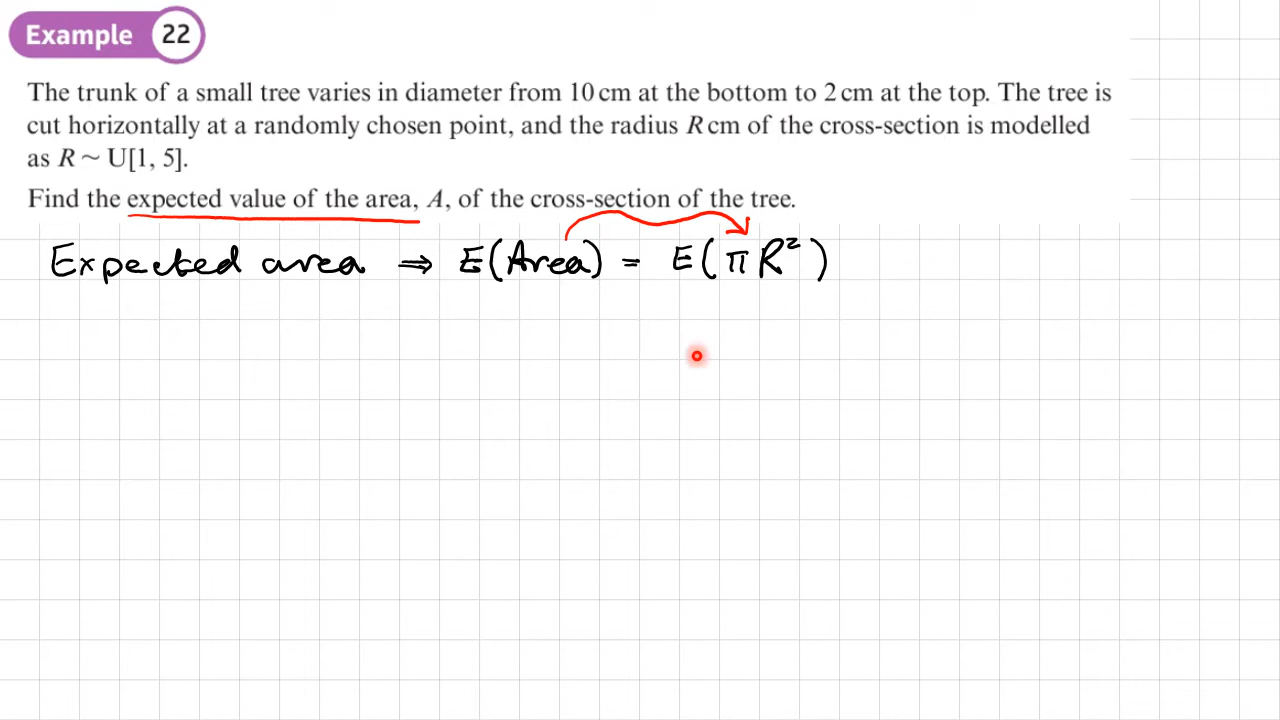 Example 22
The trunk of a small tree varies in diameter from 10 cm at the bottom to 2 cm at the top. The tree is
cut horizontally at a randomly chosen point, and the radius R cm of the cross-section is modelled
as R ~ U[1, 5].
Find the expected value of the area, A, of the cross-section of the tree.
Expected area ⇒ E(Area) = E(πR²)